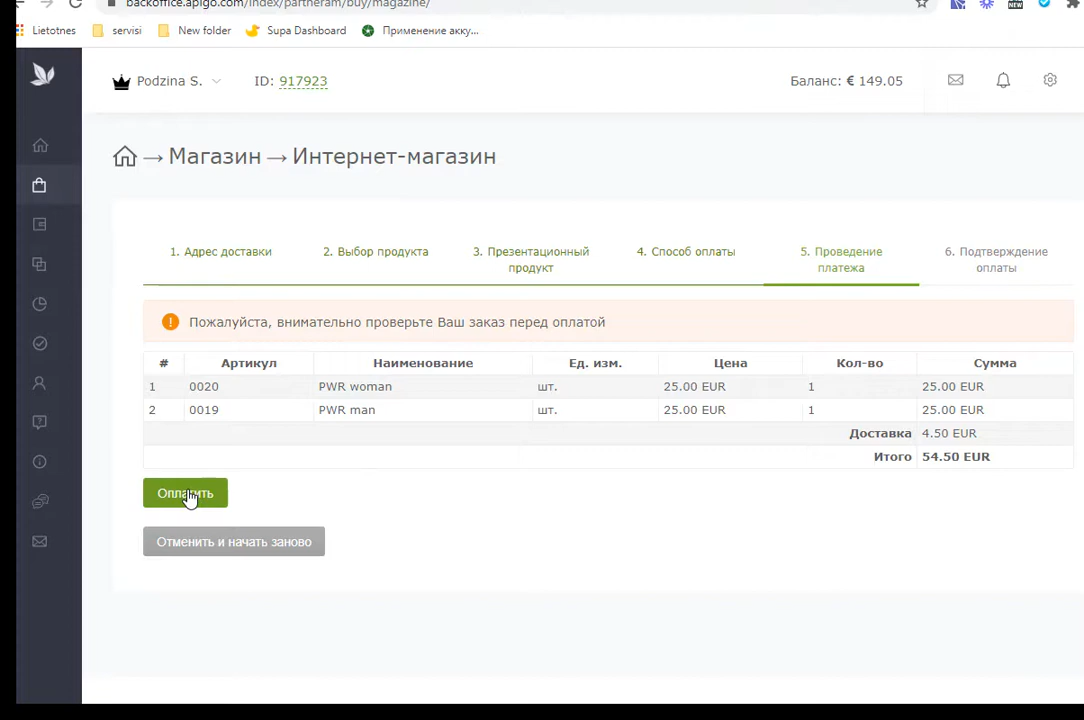 backoffice.apigo.com/index/partneram/buy/magazine/
Lietotnes servisi New folder Supa Dashboard Применение акку...
Podzina S. ID: 917923 Баланс: € 149.05
→ Магазин → Интернет-магазин
1. Адрес доставки 2. Выбор продукта 3. Презентационный продукт 4. Способ оплаты 5. Проведение платежа 6. Подтверждение оплаты
Пожалуйста, внимательно проверьте Ваш заказ перед оплатой
# Артикул Наименование Ед. изм. Цена Кол-во Сумма
1 0020 PWR woman шт. 25.00 EUR 1 25.00 EUR
2 0019 PWR man шт. 25.00 EUR 1 25.00 EUR
Доставка 4.50 EUR
Итого 54.50 EUR
Оплатить
Отменить и начать заново